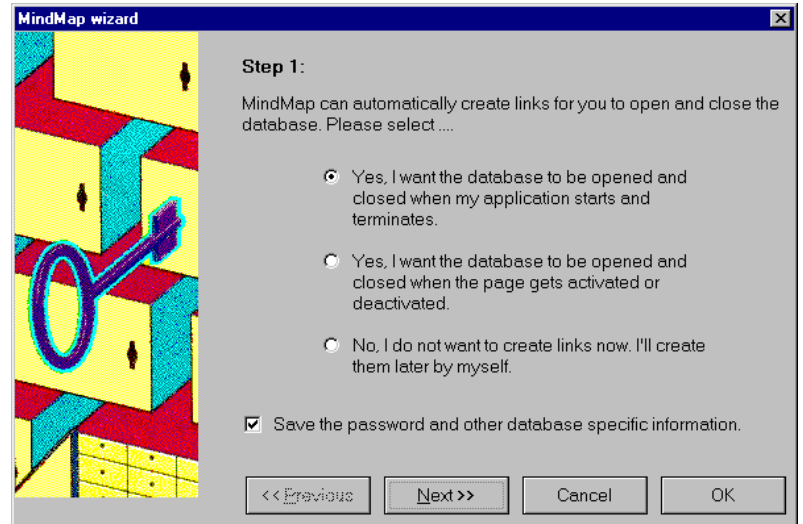 MindMap wizard
Step 1:
MindMap can automatically create links for you to open and close the
database. Please select ....
Yes, I want the database to be opened and
closed when my application starts and
terminates.
Yes, I want the database to be opened and
closed when the page gets activated or
deactivated.
No, I do not want to create links now. I'll create
them later by myself.
Save the password and other database specific information.
<< Previous
Next >>
Cancel
OK